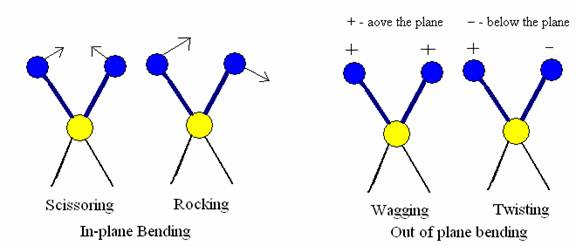 + - aove the plane   – - below the plane
+ + + –
Scissoring Rocking Wagging Twisting
In-plane Bending Out of plane bending